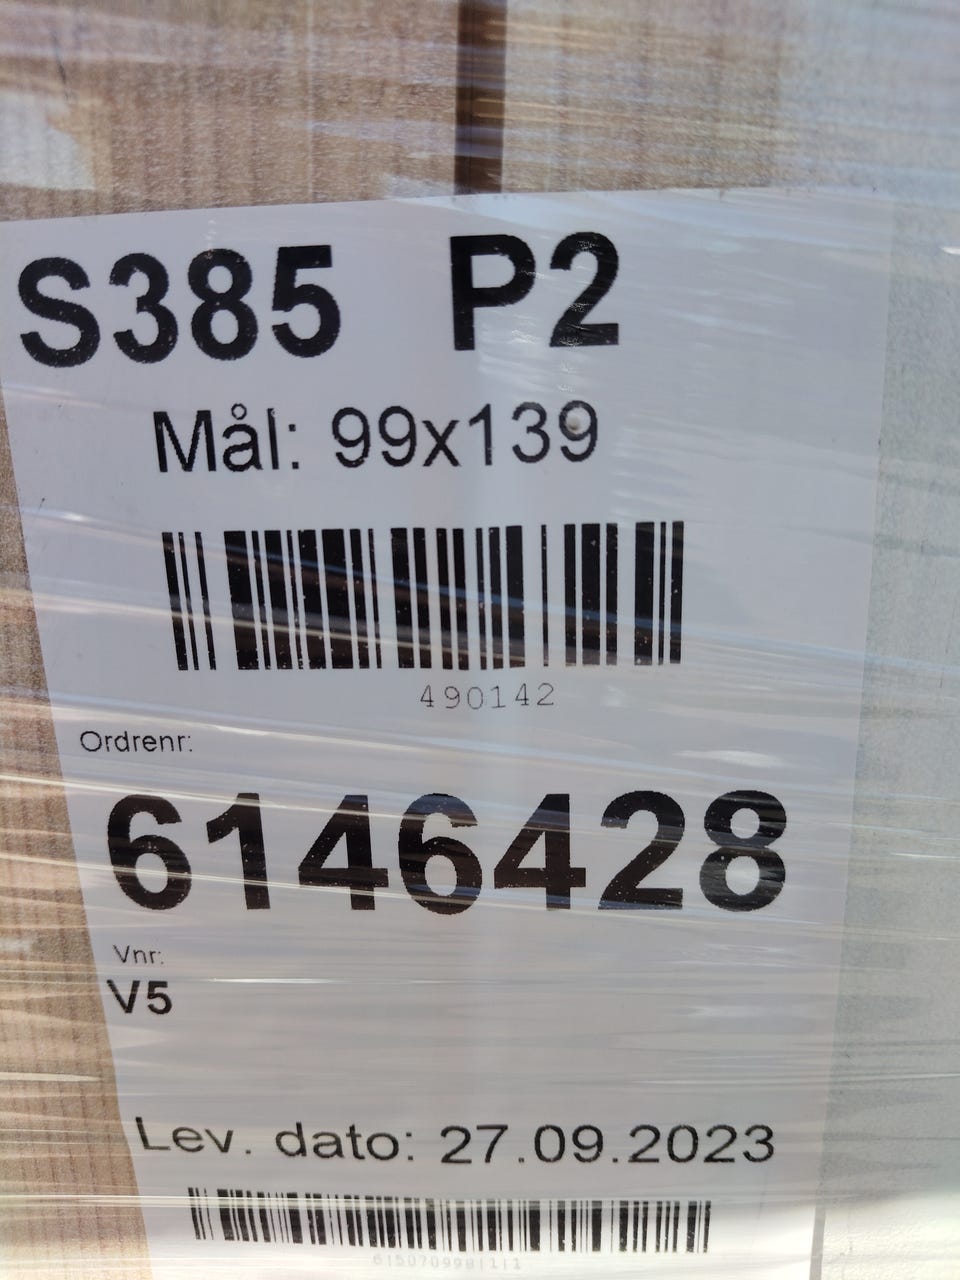 S385 P2
Mål: 99x139
490142
Ordrenr:
6146428
Vnr:
V5
Lev. dato: 27.09.2023